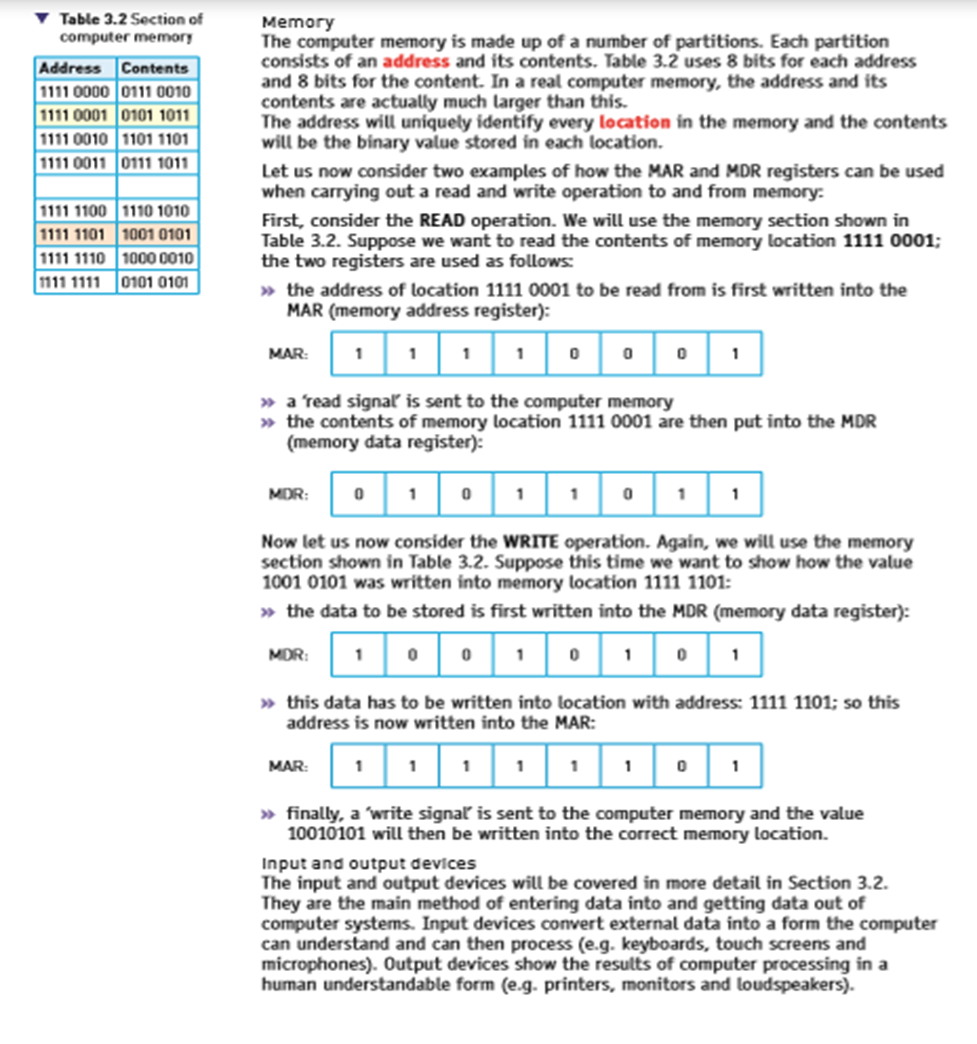 ▼ Table 3.2 Section of
computer memory
Address Contents
1111 0000 0111 0010
1111 0001 0101 1011
1111 0010 1101 1101
1111 0011 0111 1011
1111 1100 1110 1010
1111 1101 1001 0101
1111 1110 1000 0010
1111 1111 0101 0101
Memory
The computer memory is made up of a number of partitions. Each partition
consists of an address and its contents. Table 3.2 uses 8 bits for each address
and 8 bits for the content. In a real computer memory, the address and its
contents are actually much larger than this.
The address will uniquely identify every location in the memory and the contents
will be the binary value stored in each location.
Let us now consider two examples of how the MAR and MDR registers can be used
when carrying out a read and write operation to and from memory:
First, consider the READ operation. We will use the memory section shown in
Table 3.2. Suppose we want to read the contents of memory location 1111 0001;
the two registers are used as follows:
» the address of location 1111 0001 to be read from is first written into the
MAR (memory address register):
MAR: 1 1 1 1 0 0 0 1
» a ‘read signal’ is sent to the computer memory
» the contents of memory location 1111 0001 are then put into the MDR
(memory data register):
MDR: 0 1 0 1 1 0 1 1
Now let us now consider the WRITE operation. Again, we will use the memory
section shown in Table 3.2. Suppose this time we want to show how the value
1001 0101 was written into memory location 1111 1101:
» the data to be stored is first written into the MDR (memory data register):
MDR: 1 0 0 1 0 1 0 1
» this data has to be written into location with address: 1111 1101; so this
address is now written into the MAR:
MAR: 1 1 1 1 1 1 0 1
» finally, a ‘write signal’ is sent to the computer memory and the value
10010101 will then be written into the correct memory location.
Input and output devices
The input and output devices will be covered in more detail in Section 3.2.
They are the main method of entering data into and getting data out of
computer systems. Input devices convert external data into a form the computer
can understand and can then process (e.g. keyboards, touch screens and
microphones). Output devices show the results of computer processing in a
human understandable form (e.g. printers, monitors and loudspeakers).